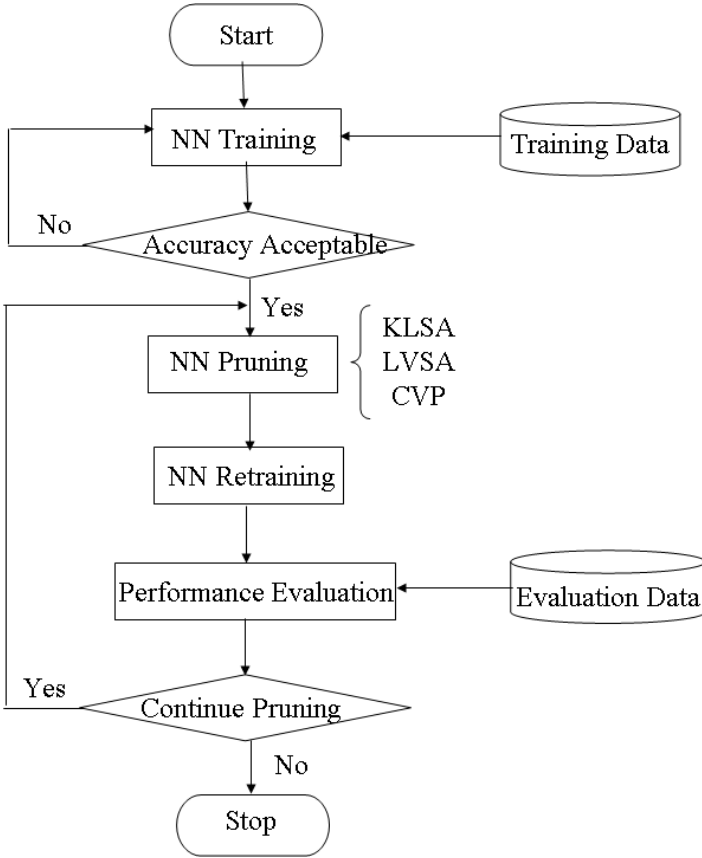 Start
NN Training
Training Data
No
Accuracy Acceptable
Yes
KLSA
NN Pruning
LVSA
CVP
NN Retraining
Performance Evaluation
Evaluation Data
Yes
Continue Pruning
No
Stop